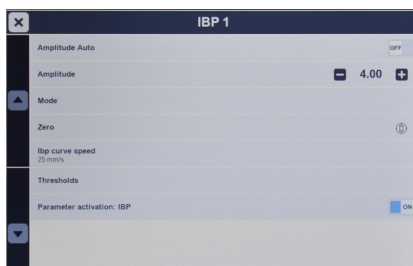 IBP 1
Amplitude Auto OFF
Amplitude 4.00
Mode
Zero
Ibp curve speed
25 mm/s
Thresholds
Parameter activation: IBP ON